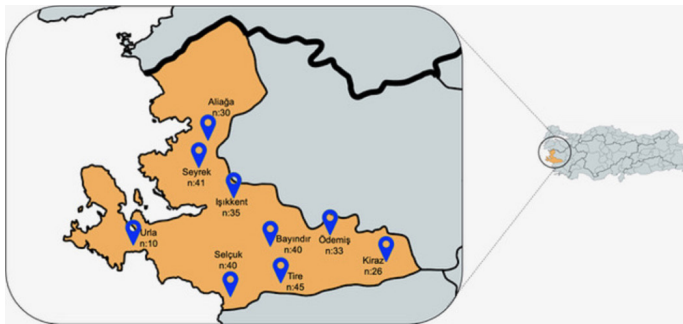 Aliağa
n:30
Seyrek
n:41
Işıkkent
n:35
Urla
n:10
Bayındır
n:40
Ödemiş
n:33
Kiraz
n:26
Selçuk
n:40
Tire
n:45